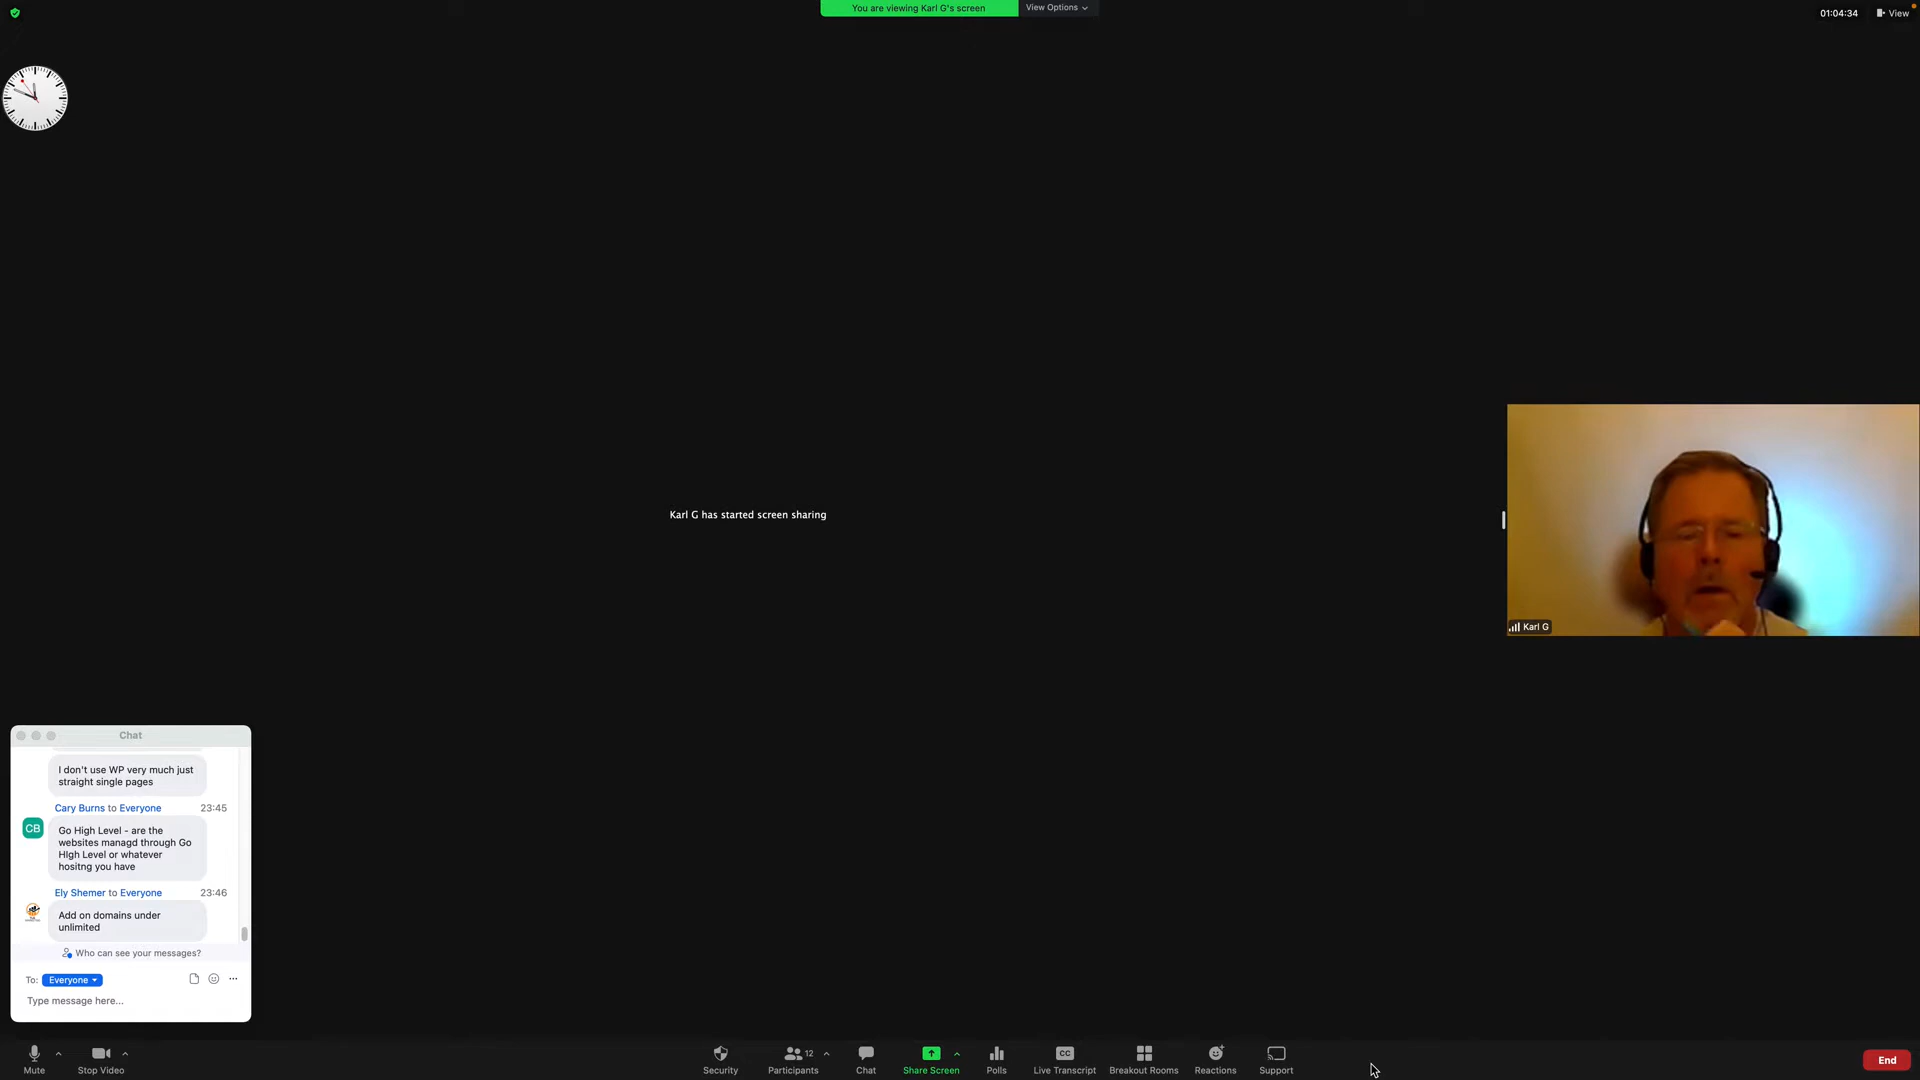 You are viewing Karl G's screen
View Options
01:04:34
View
Karl G has started screen sharing
Karl G
Chat
I don't use WP very much just
straight single pages
Cary Burns to Everyone 23:45
CB
Go High Level - are the
websites managd through Go
HIgh Level or whatever
hositng you have
Ely Shemer to Everyone 23:46
Add on domains under
unlimited
Who can see your messages?
To: Everyone
Type message here...
Mute
Stop Video
Security
12
Participants
Chat
Share Screen
Polls
CC
Live Transcript
Breakout Rooms
Reactions
Support
End